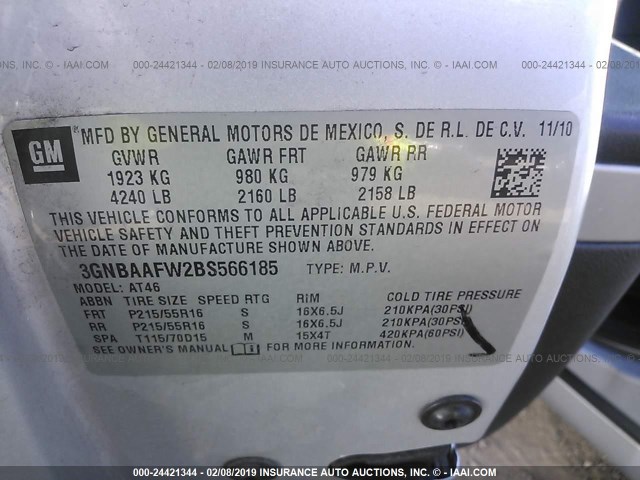 000-24421344 - 02/08/2019 INSURANCE AUTO AUCTIONS - IAAI.COM
GM
MFD BY GENERAL MOTORS DE MEXICO, S. DE R.L. DE C.V. 11/10
GVWR GAWR FRT GAWR RR
1923 KG 980 KG 979 KG
4240 LB 2160 LB 2158 LB
THIS VEHICLE CONFORMS TO ALL APPLICABLE U.S. FEDERAL MOTOR
VEHICLE SAFETY AND THEFT PREVENTION STANDARDS IN EFFECT ON
THE DATE OF MANUFACTURE SHOWN ABOVE.
3GNBAAFW2BS566185 TYPE: M.P.V.
MODEL: AT46
ABBN TIRE SIZE SPEED RTG RIM COLD TIRE PRESSURE
FRT P215/55R16 S 16X6.5J 210KPA(30PSI)
RR P215/55R16 S 16X6.5J 210KPA(30PSI)
SPA T115/70D15 M 15X4T 420KPA(60PSI)
SEE OWNER'S MANUAL FOR MORE INFORMATION.
000-24421344 - 02/08/2019 INSURANCE AUTO AUCTIONS - IAAI.COM